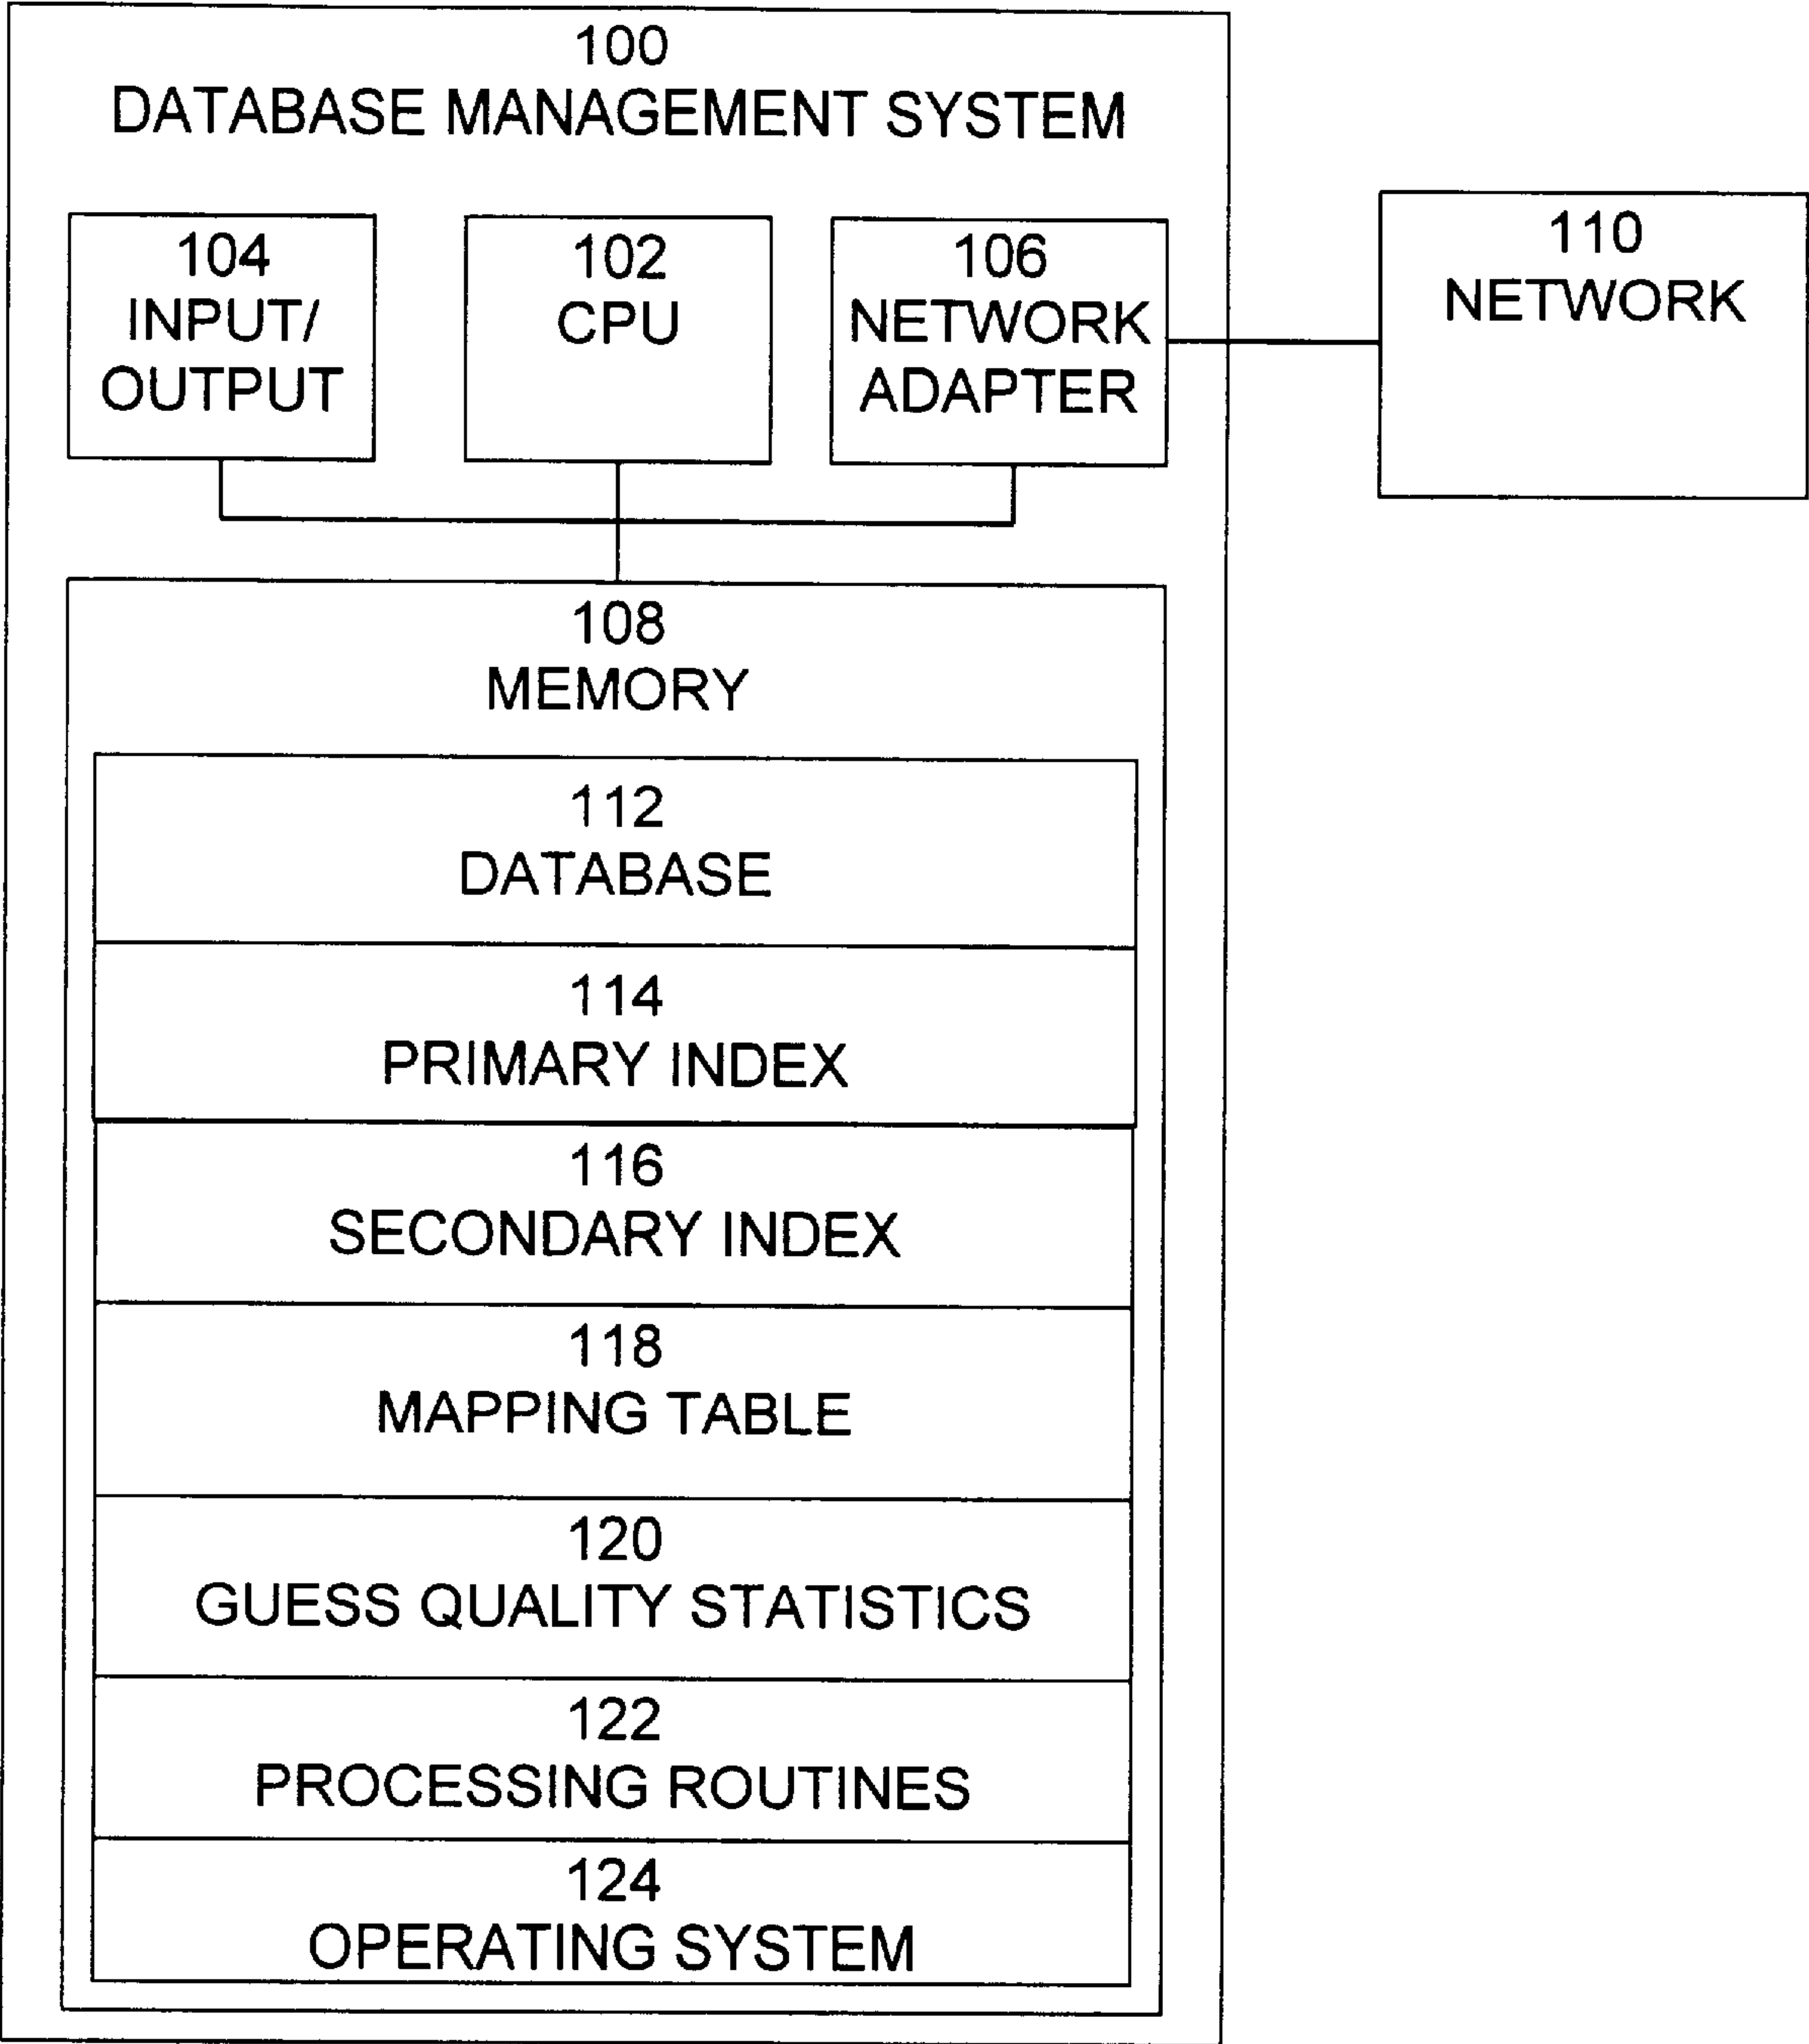 100
DATABASE MANAGEMENT SYSTEM
104
INPUT/
OUTPUT
102
CPU
106
NETWORK
ADAPTER
110
NETWORK
108
MEMORY
112
DATABASE
114
PRIMARY INDEX
116
SECONDARY INDEX
118
MAPPING TABLE
120
GUESS QUALITY STATISTICS
122
PROCESSING ROUTINES
124
OPERATING SYSTEM